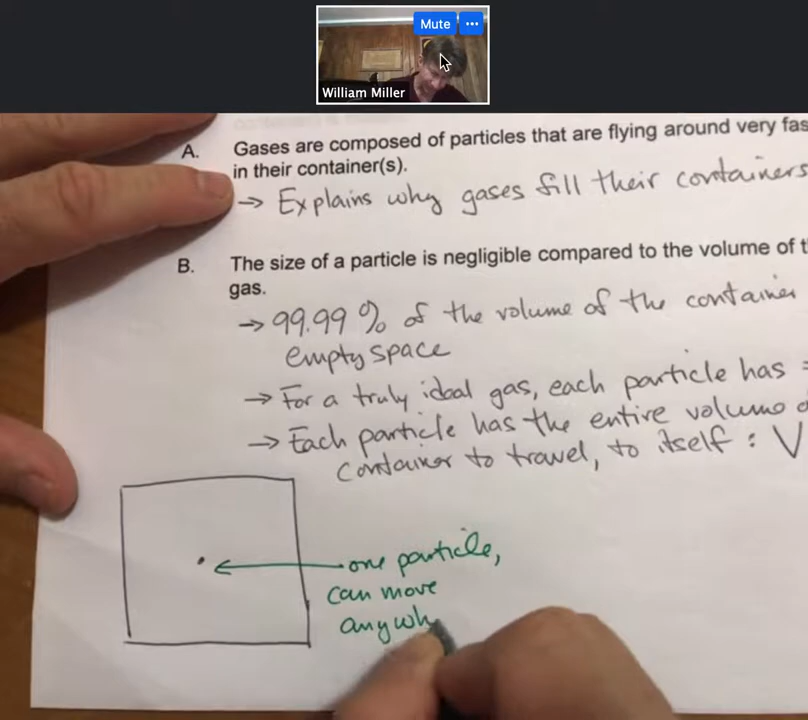 Mute ...
William Miller
A. Gases are composed of particles that are flying around very fas
in their container(s).
→ Explains why gases fill their containers
B. The size of a particle is negligible compared to the volume of t
gas.
→ 99.99 % of the volume of the container
empty space
→ For a truly ideal gas, each particle has =
→ Each particle has the entire volume o
container to travel, to itself : V
one particle,
can move
anywh